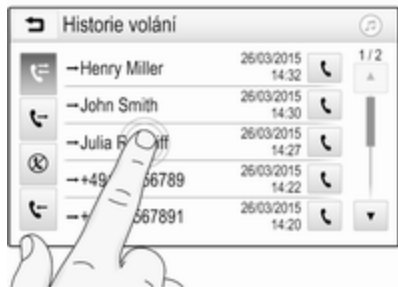 Historie volání
1/2
→Henry Miller 26/03/2015 14:32
→John Smith 26/03/2015 14:30
→Julia 26/03/2015 14:27
26/03/2015 14:22
26/03/2015 14:20